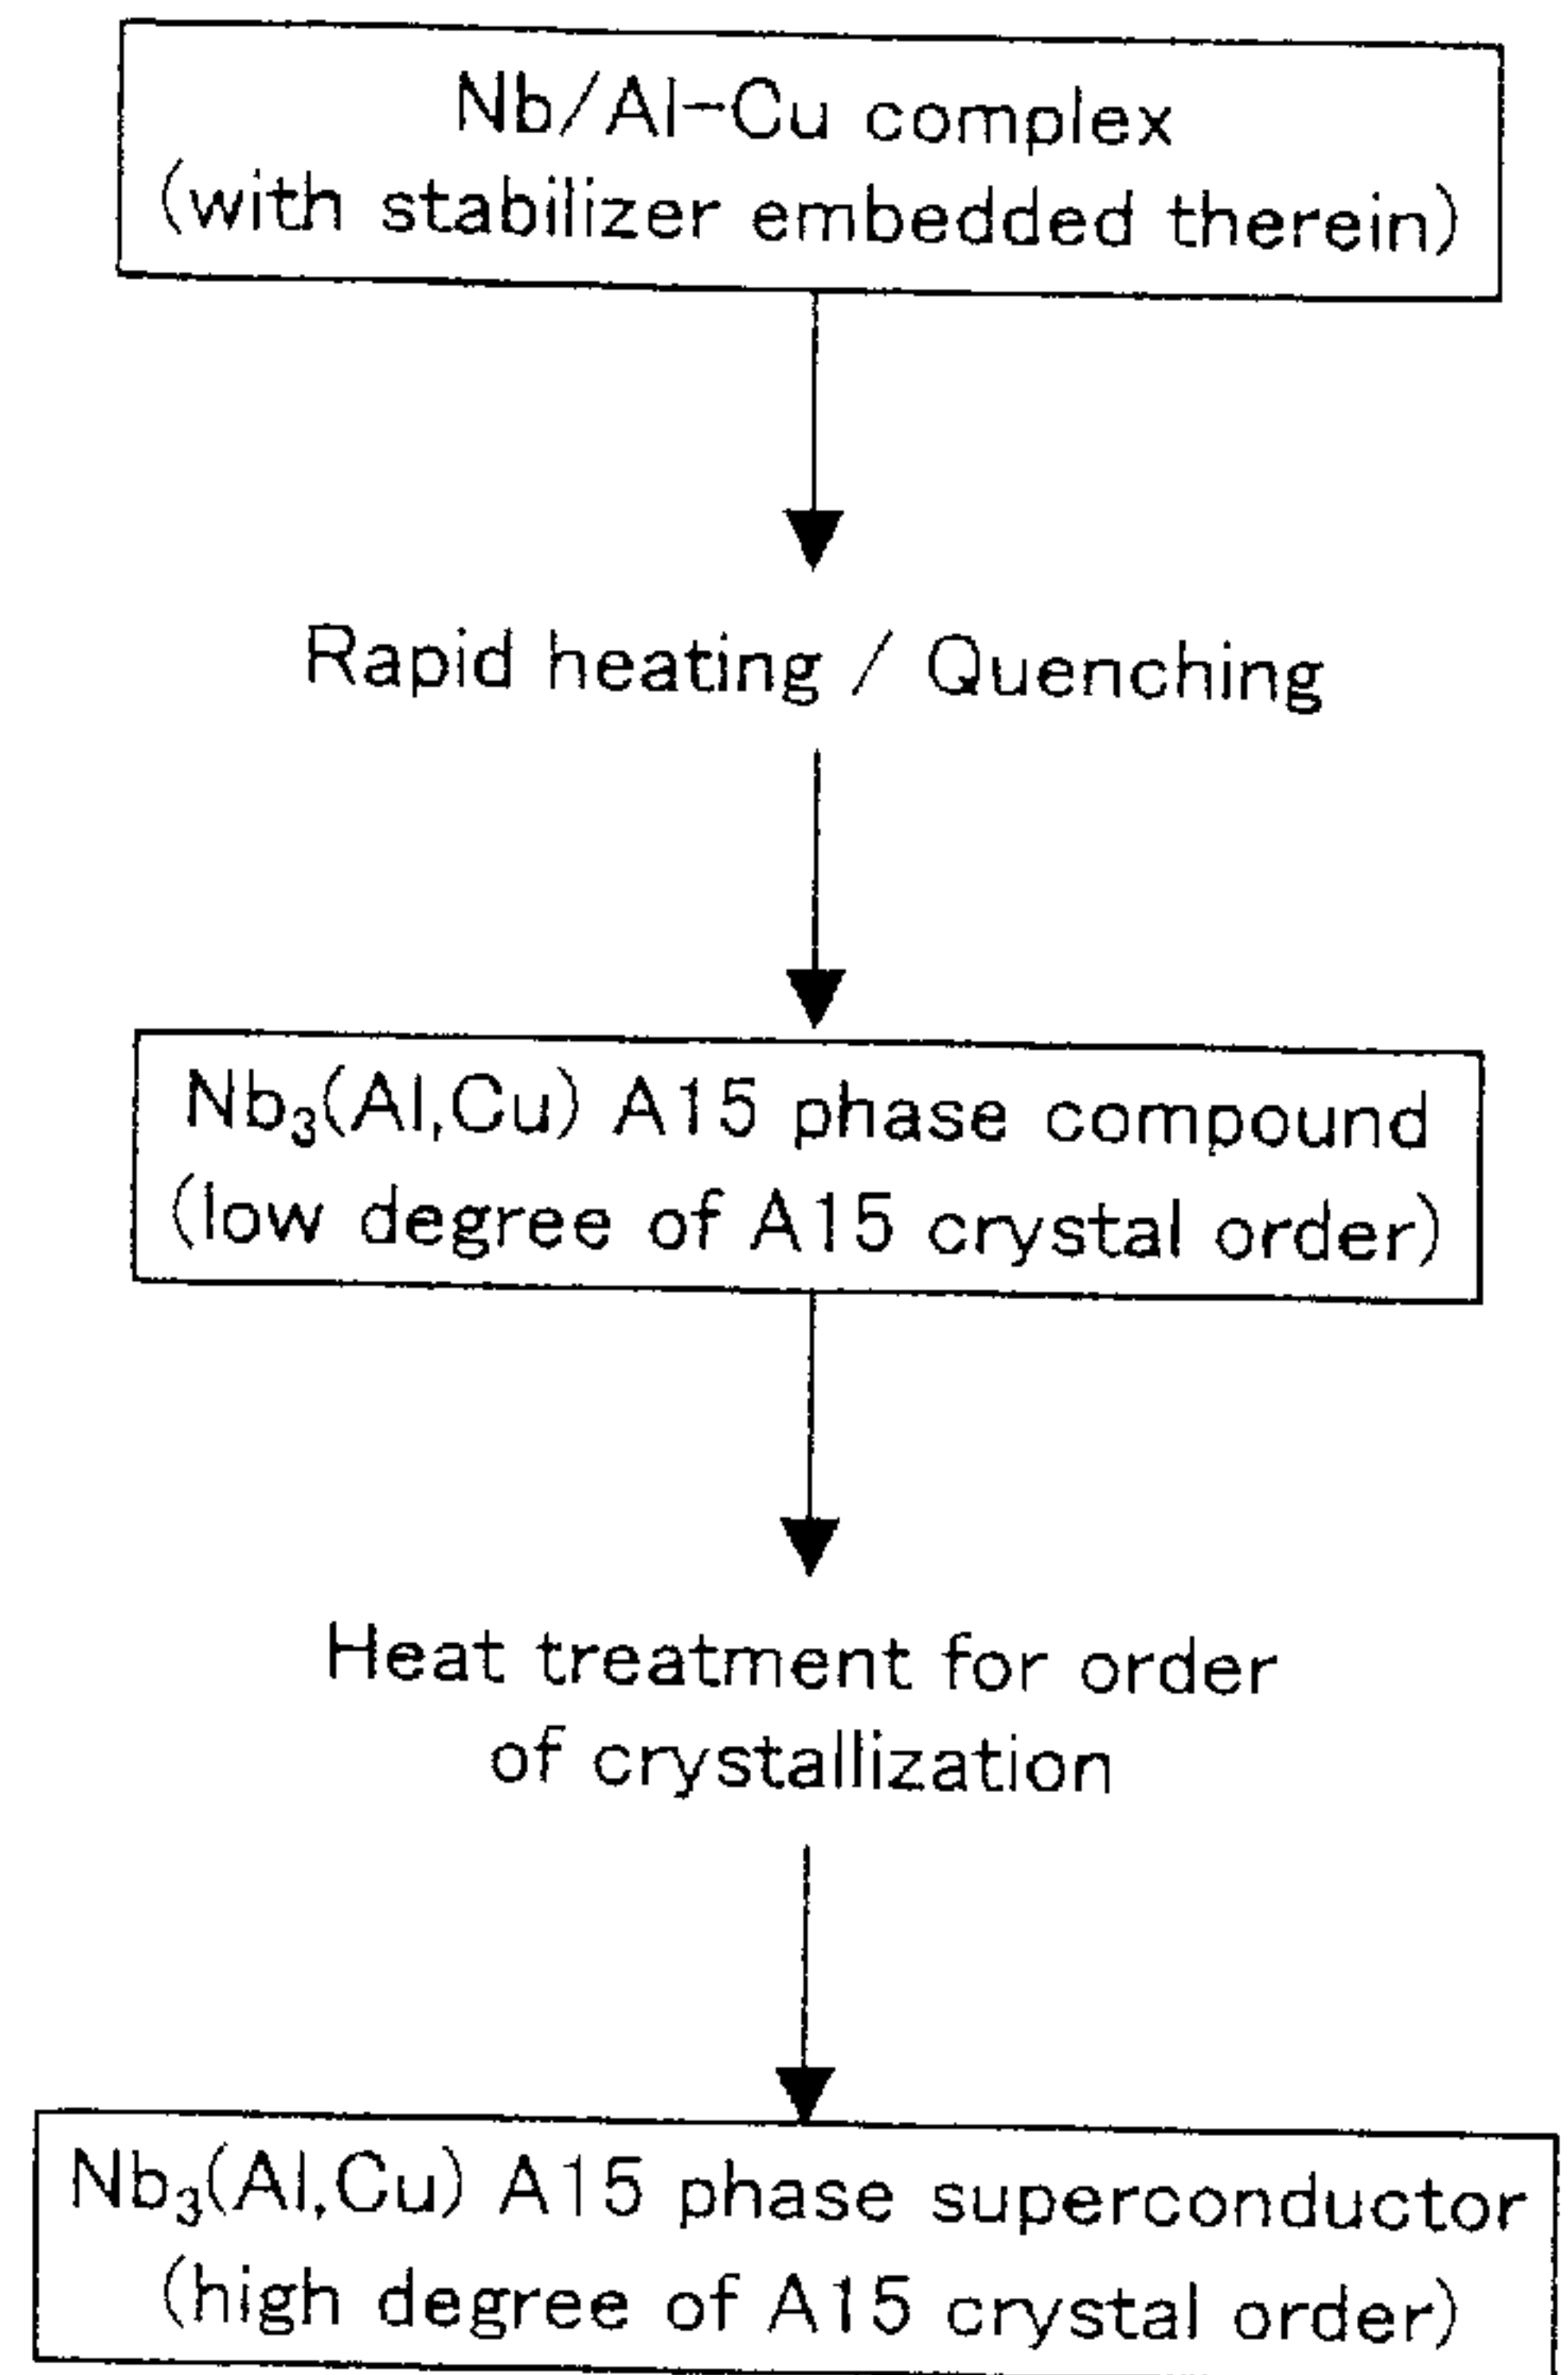 Nb/Al-Cu complex
(with stabilizer embedded therein)
Rapid heating / Quenching
Nb₃(Al,Cu) A15 phase compound
(low degree of A15 crystal order)
Heat treatment for order
of crystallization
Nb₃(Al,Cu) A15 phase superconductor
(high degree of A15 crystal order)